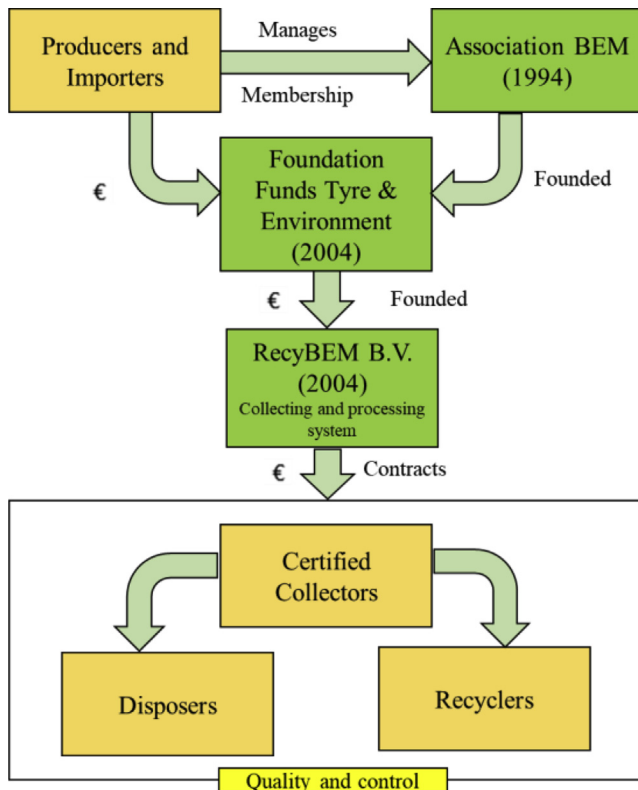 Producers and
Importers
Manages
Membership
Association BEM
(1994)
€
Foundation
Funds Tyre &
Environment
(2004)
Founded
€
Founded
RecyBEM B.V.
(2004)
Collecting and processing
system
€
Contracts
Certified
Collectors
Disposers
Recyclers
Quality and control